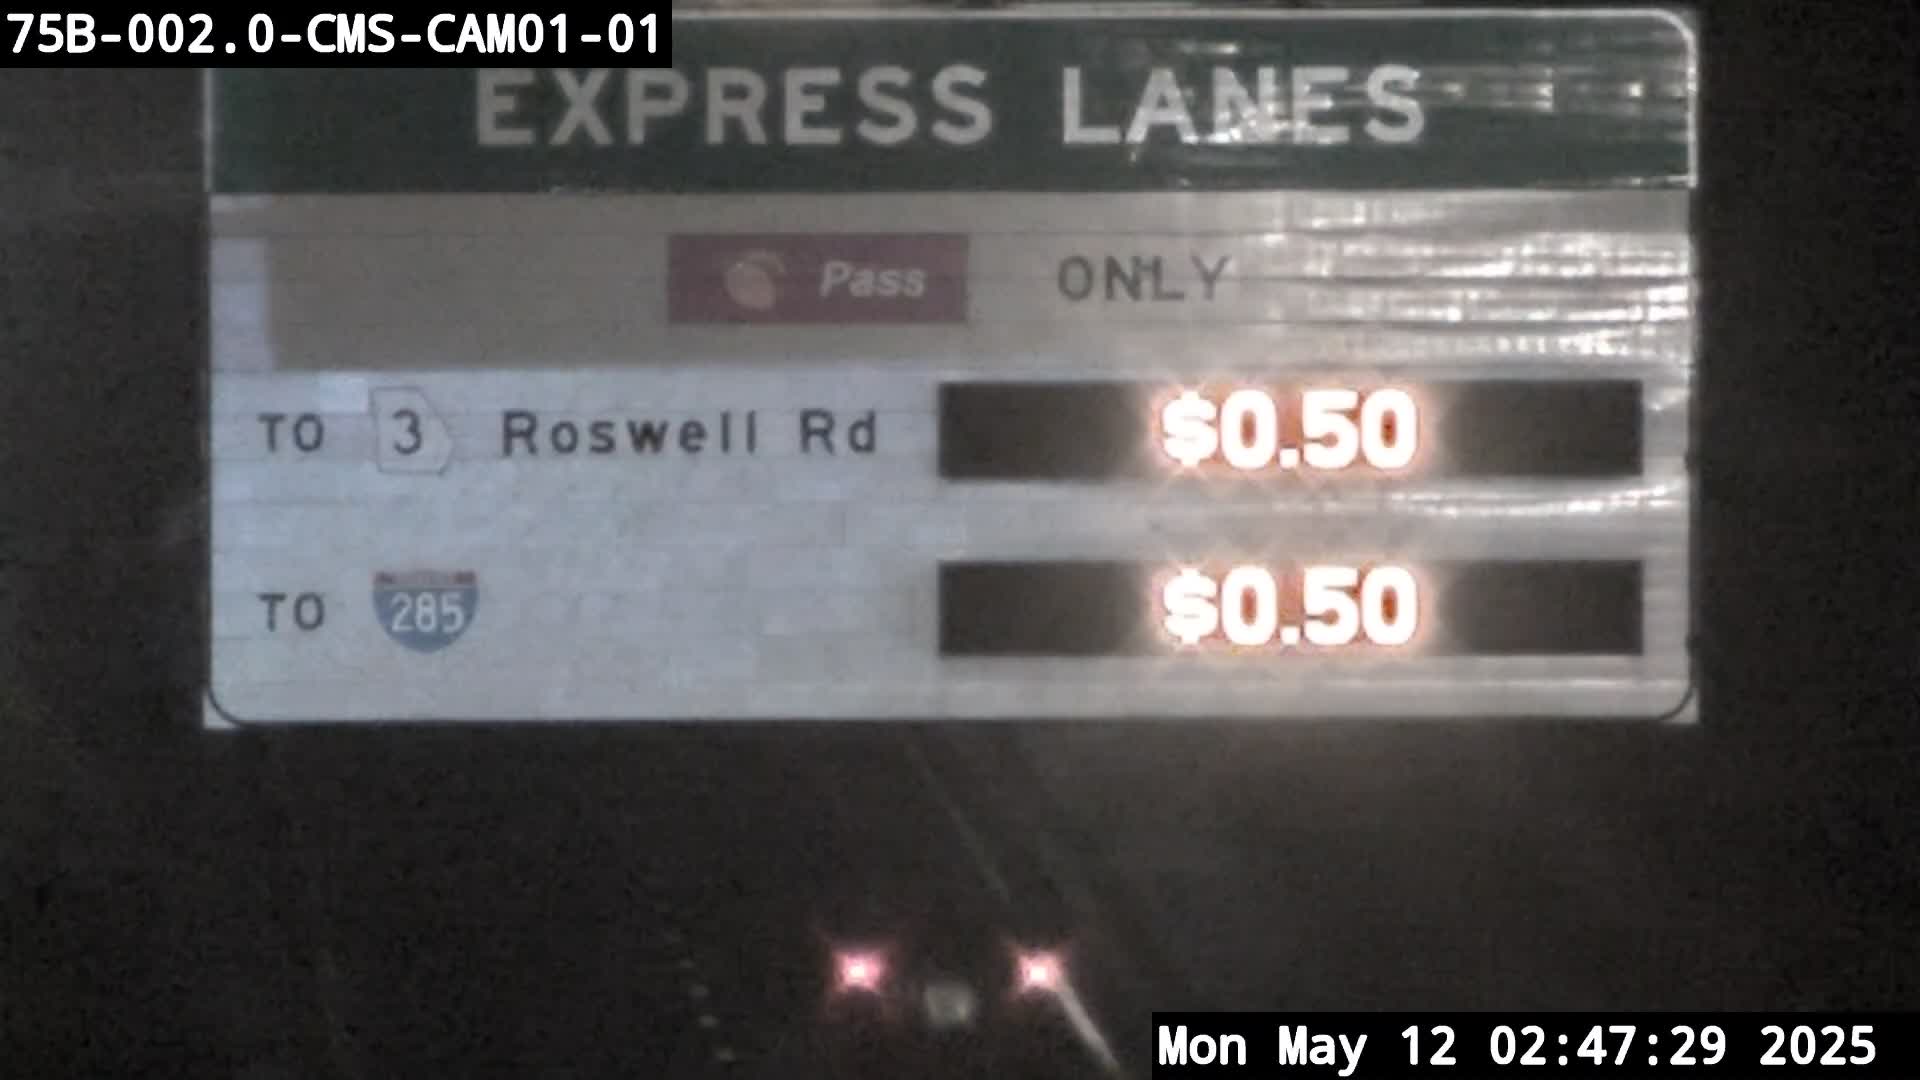 75B-002.0-CMS-CAM01-01
EXPRESS LANES
Pass ONLY
TO 3 Roswell Rd $0.50
TO 285 $0.50
Mon May 12 02:47:29 2025